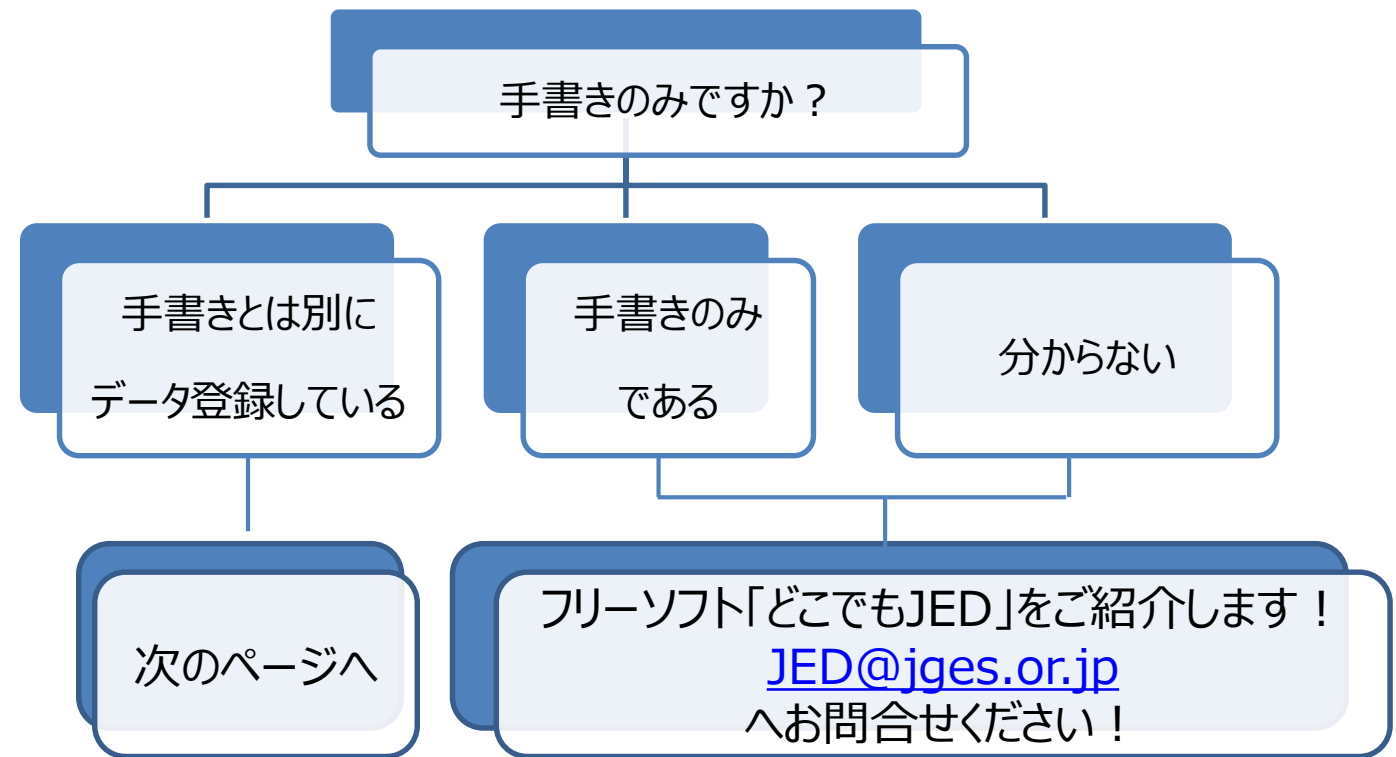 手書きのみですか？
手書きとは別に
データ登録している
手書きのみ
である
分からない
次のページへ
フリーソフト「どこでもJED」をご紹介します！
JED@jges.or.jp
へお問合せください！